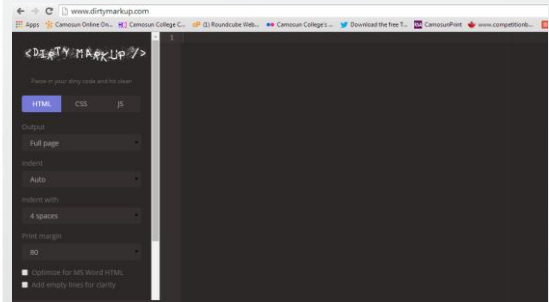 www.dirtymarkup.com
Apps Camosun Online On... Camosun College C... (1) Roundcube Web... Camosun College's ... Download the free T... CamosunPrint www.competitionb...
<DIRTY MARKUP/>
1
Paste in your dirty code and hit clean.
HTML CSS JS
Output
Full page
Indent
Auto
Indent with
4 spaces
Print margin
80
Optimize for MS Word HTML
Add empty lines for clarity